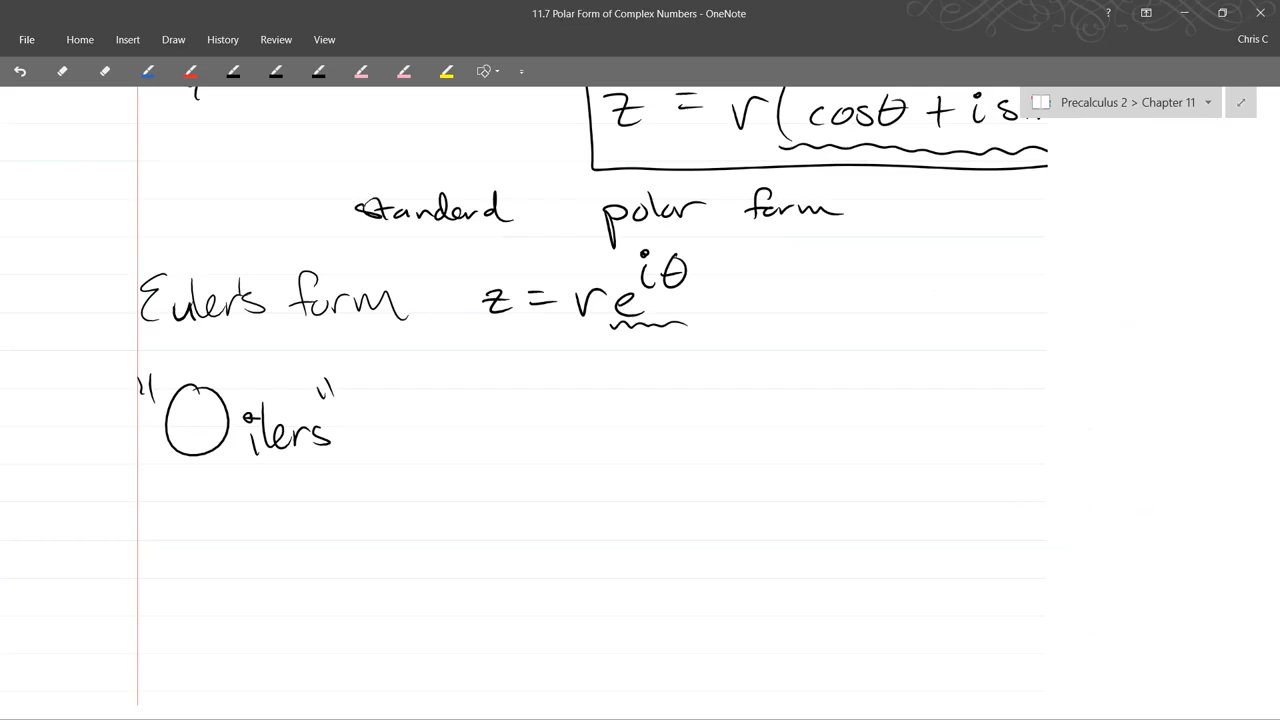 11.7 Polar Form of Complex Numbers - OneNote
File Home Insert Draw History Review View Chris C
Precalculus 2 > Chapter 11
z = r(cosθ + i s
standard polar form
Euler's form z = re^{iθ}
"Oilers"